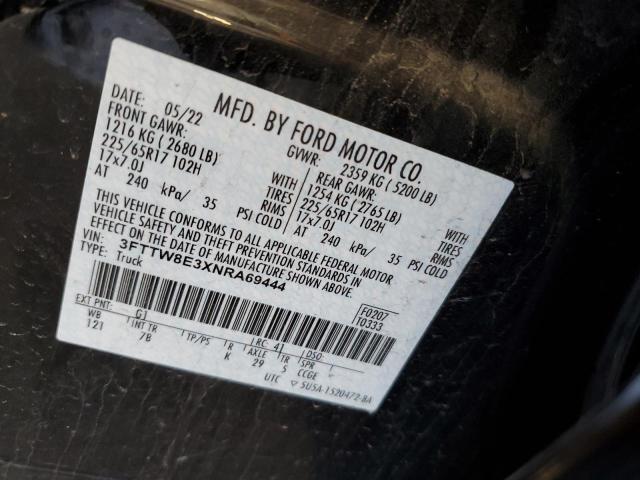 MFD. BY FORD MOTOR CO.
DATE: 05/22 GVWR: 2359 KG ( 5200 LB)
FRONT GAWR: REAR GAWR:
1216 KG ( 2680 LB) WITH 1254 KG ( 2765 LB) WITH
225/65R17 102H TIRES 225/65R17 102H TIRES
17x7.0J RIMS 17x7.0J RIMS
AT 240 kPa/ 35 PSI COLD AT 240 kPa/ 35 PSI COLD
THIS VEHICLE CONFORMS TO ALL APPLICABLE FEDERAL MOTOR
VEHICLE SAFETY AND THEFT PREVENTION STANDARDS IN
EFFECT ON THE DATE OF MANUFACTURE SHOWN ABOVE.
VIN: 3FTTW8E3XNRA69444
TYPE: Truck
F0207
T0333
EXT PNT: G1 RC: 41 DSO:
WB INT TR TP/PS R AXLE TR SPR
121 7B K 29 S CCGE
UTC 5U5A-1520472-BA